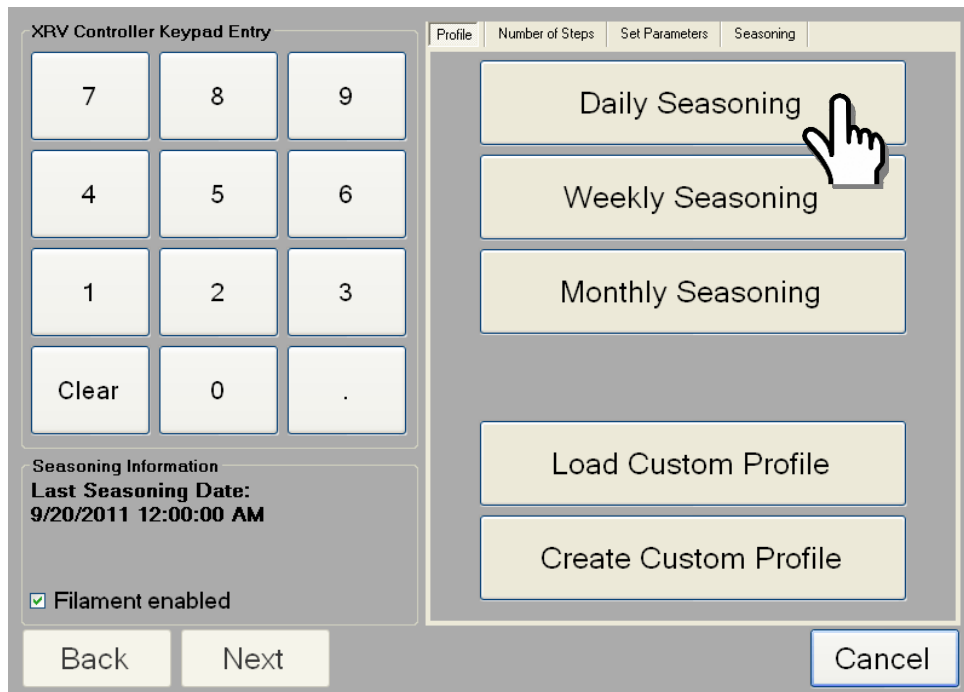 XRV Controller Keypad Entry
7 8 9
4 5 6
1 2 3
Clear 0 .
Seasoning Information
Last Seasoning Date:
9/20/2011 12:00:00 AM
Filament enabled
Back Next
Profile Number of Steps Set Parameters Seasoning
Daily Seasoning
Weekly Seasoning
Monthly Seasoning
Load Custom Profile
Create Custom Profile
Cancel